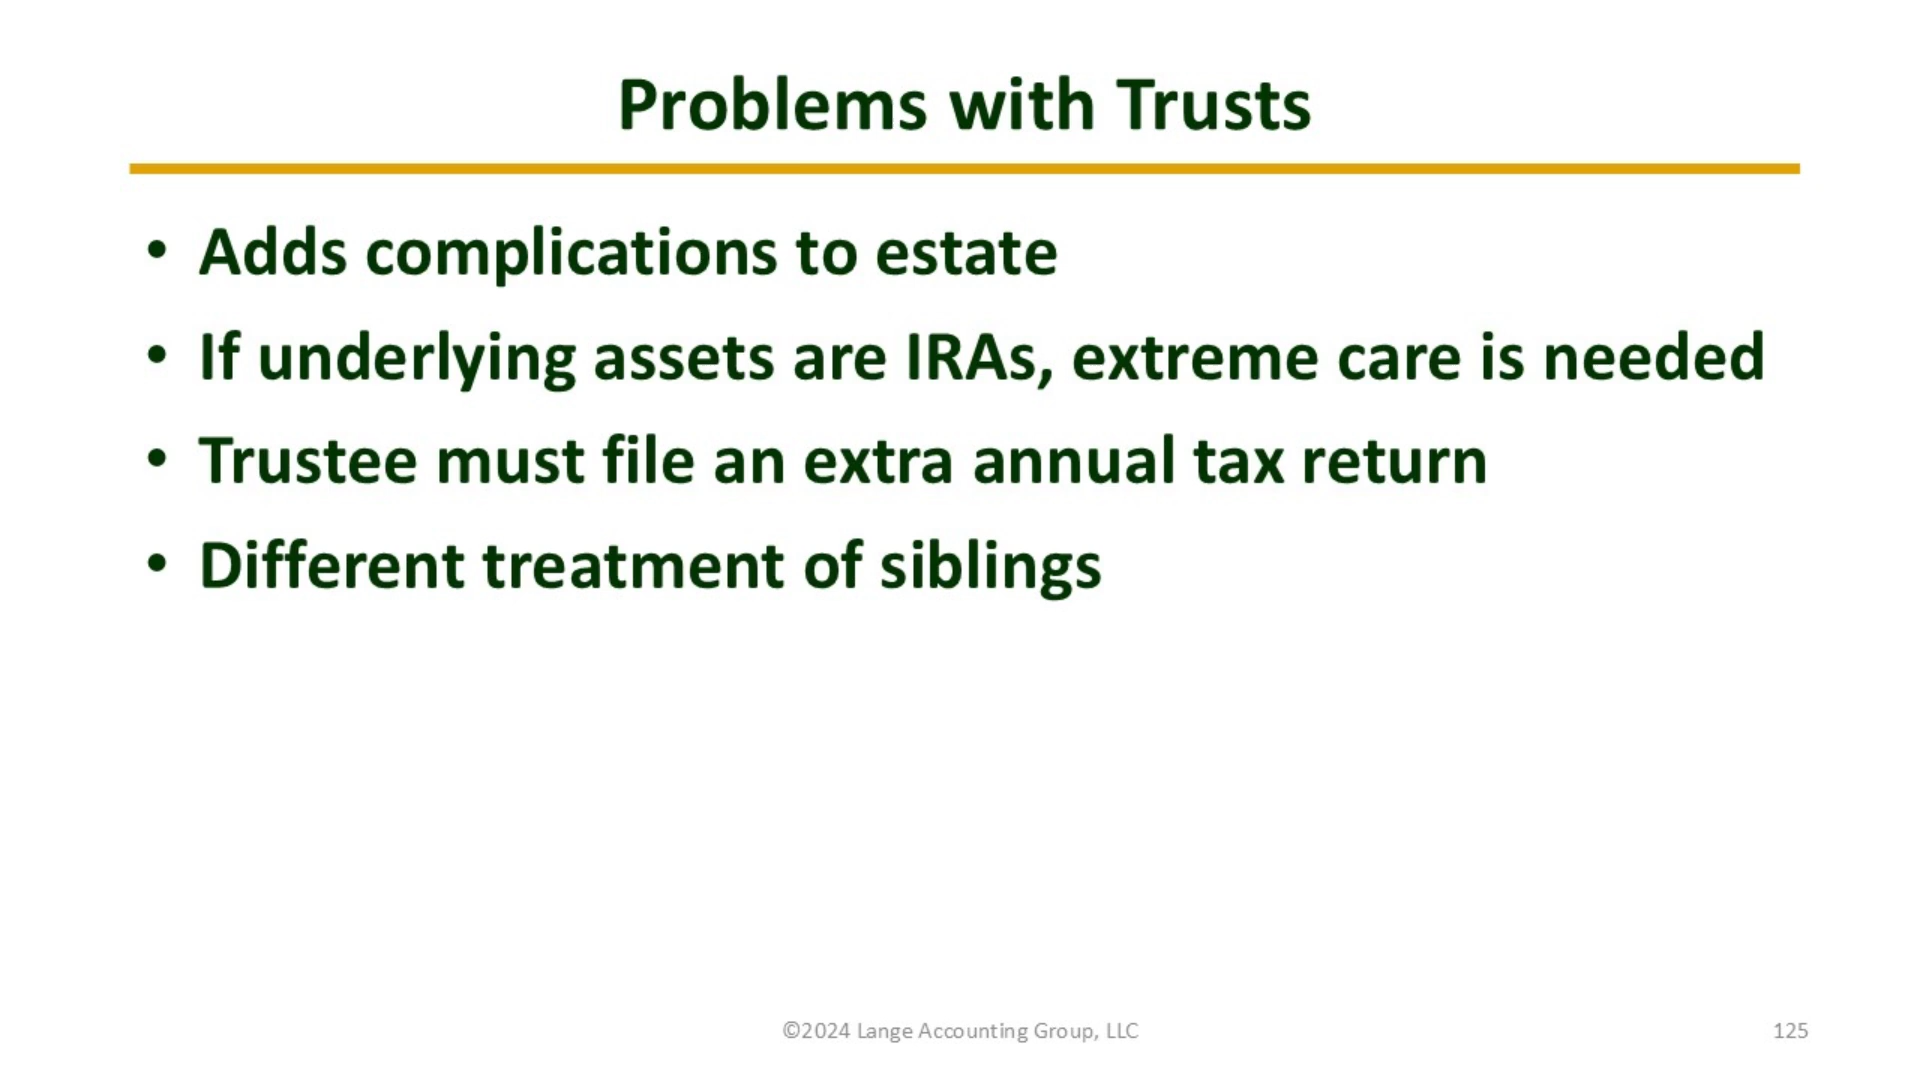 Problems with Trusts
• Adds complications to estate
• If underlying assets are IRAs, extreme care is needed
• Trustee must file an extra annual tax return
• Different treatment of siblings
©2024 Lange Accounting Group, LLC
125